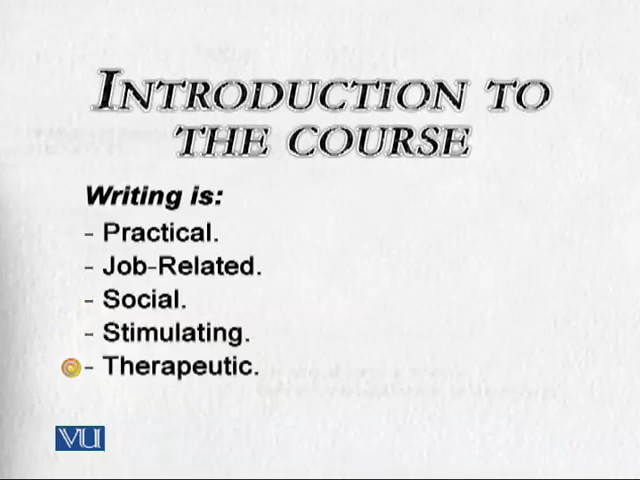 INTRODUCTION TO
THE COURSE
Writing is:
- Practical.
- Job-Related.
- Social.
- Stimulating.
- Therapeutic.
VU